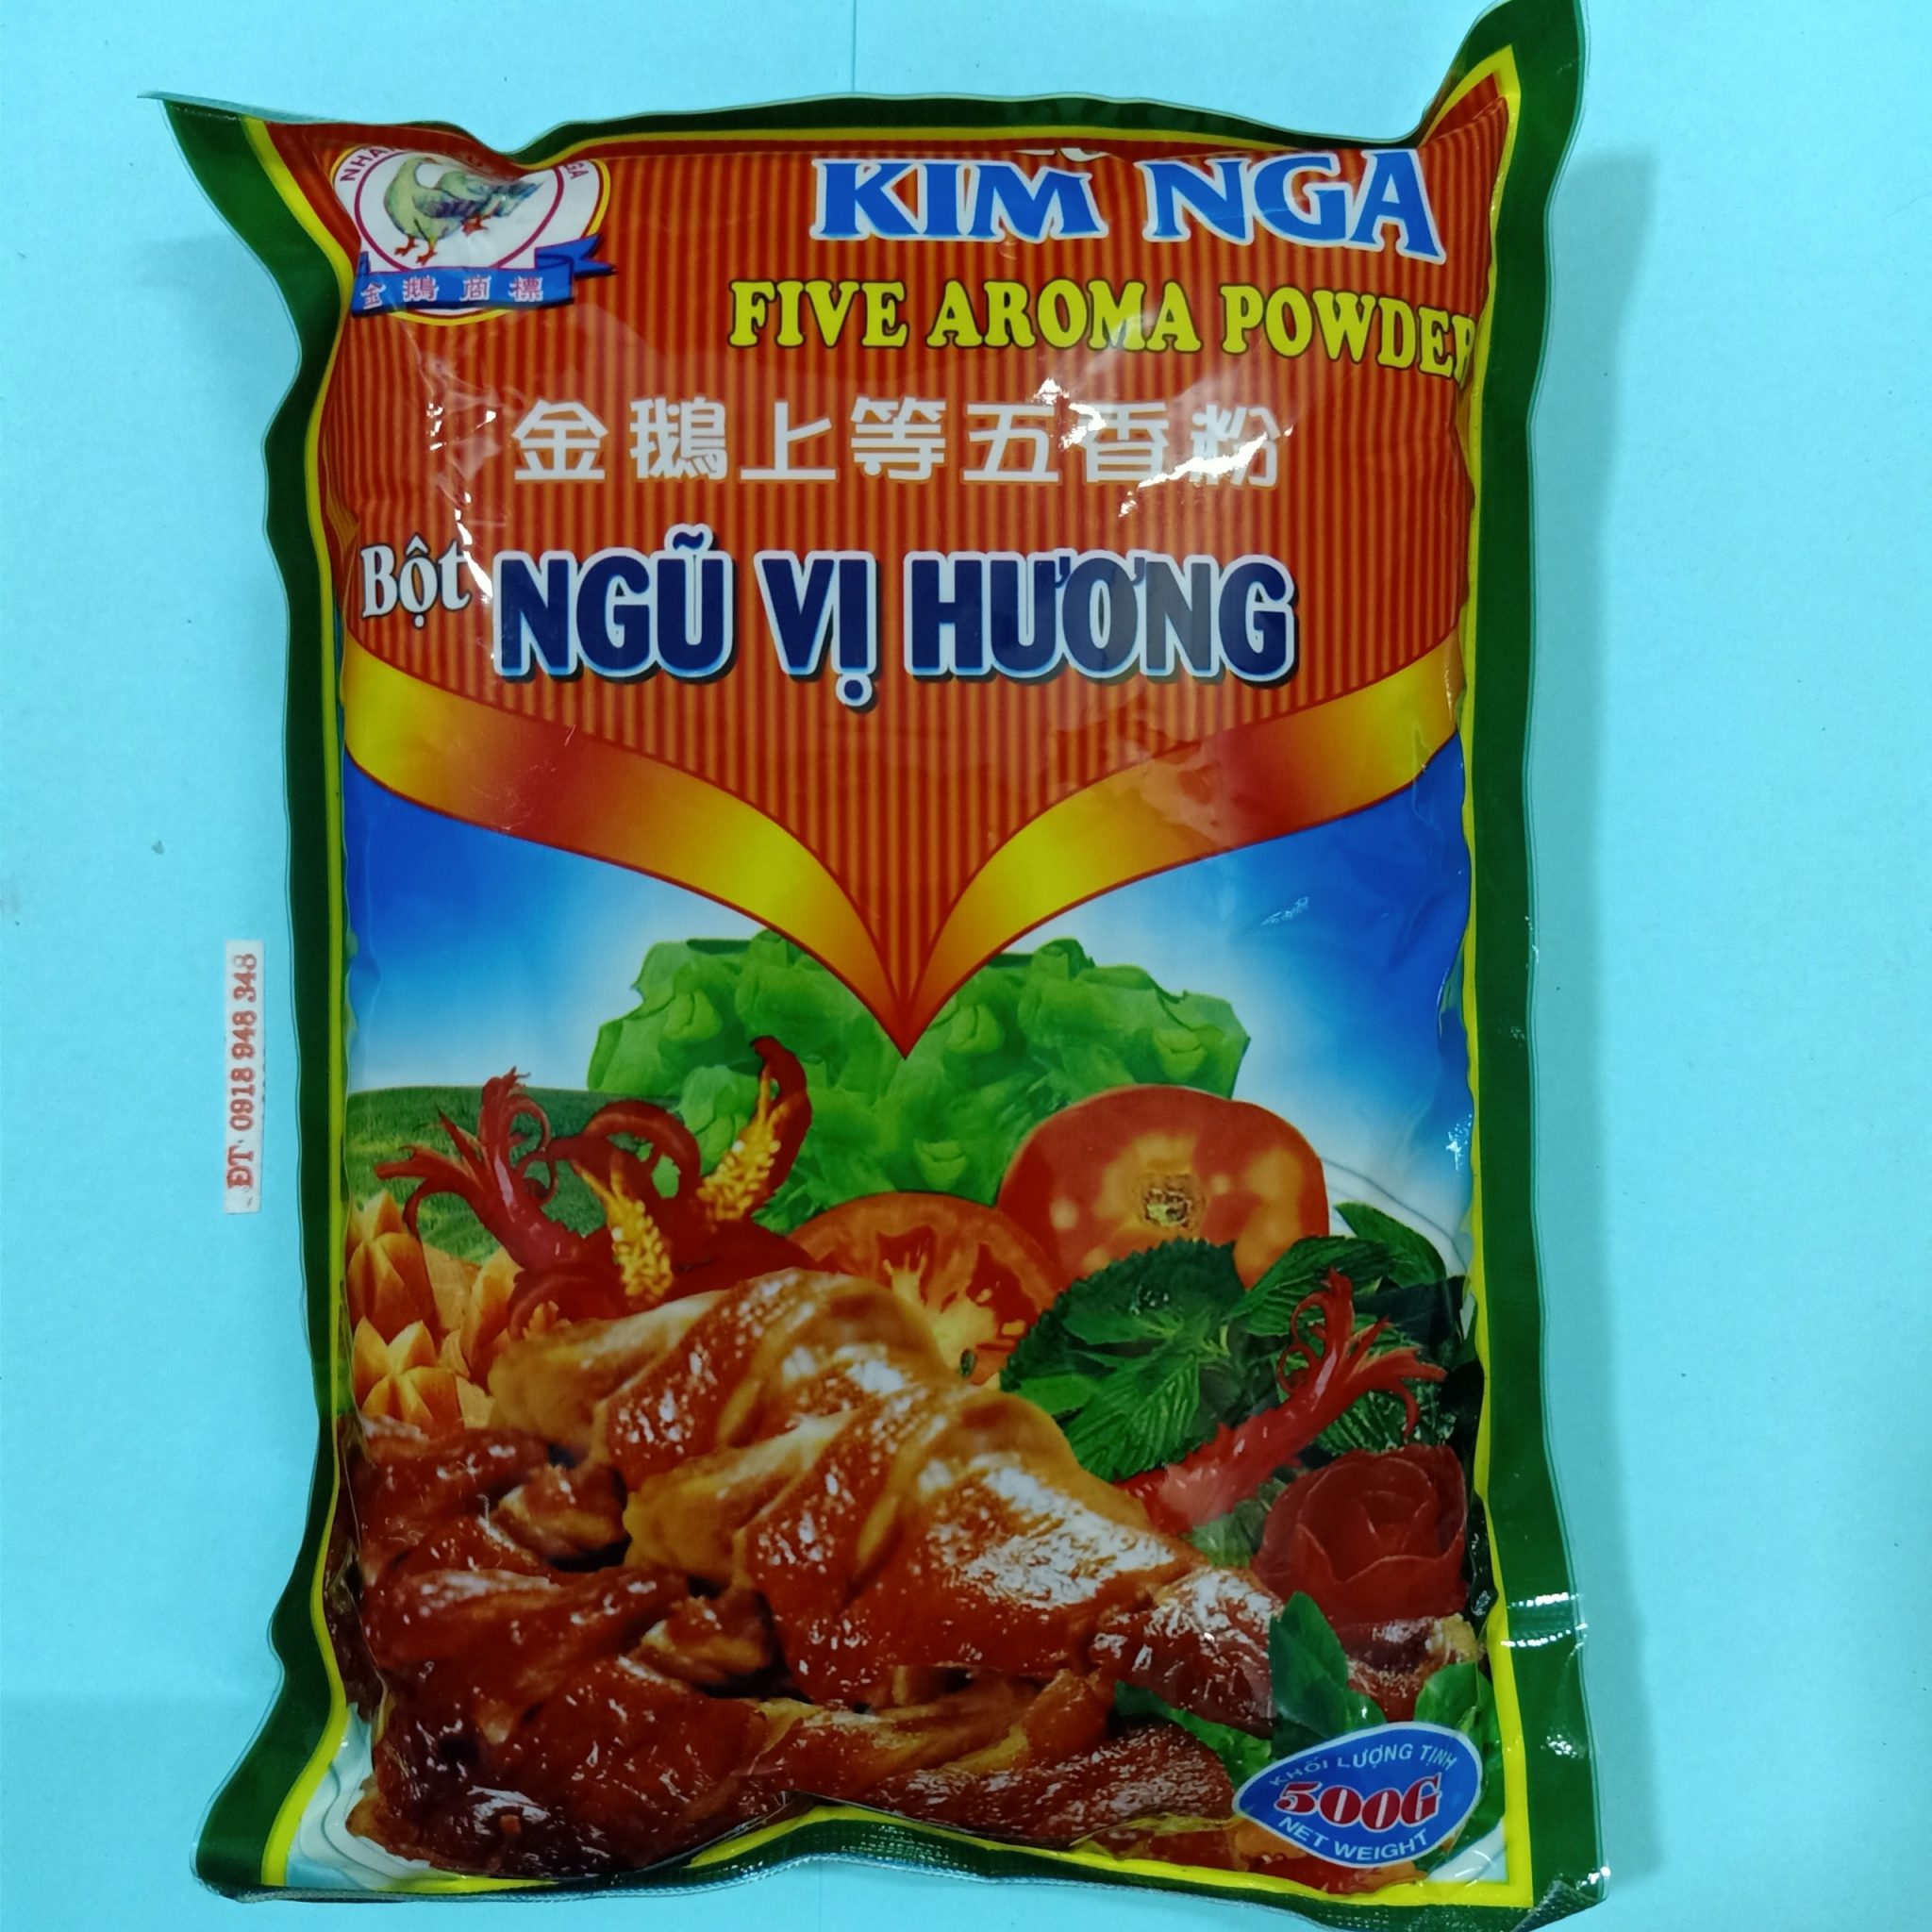 金鵝商標
KIM NGA
FIVE AROMA POWDER
金鵝上等五香粉
Bột NGŨ VỊ HƯƠNG
ĐT 0918 948 348
KHỐI LƯỢNG TỊNH
500G
NET WEIGHT